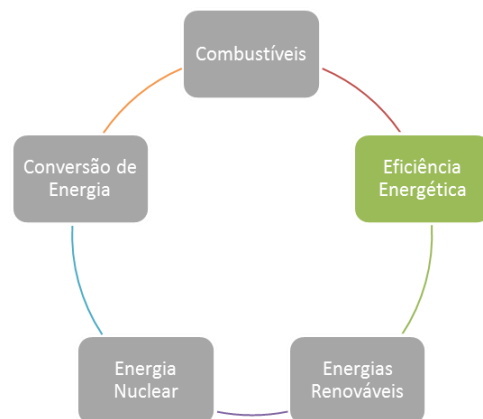 Combustíveis
Eficiência
Energética
Energias
Renováveis
Energia
Nuclear
Conversão de
Energia